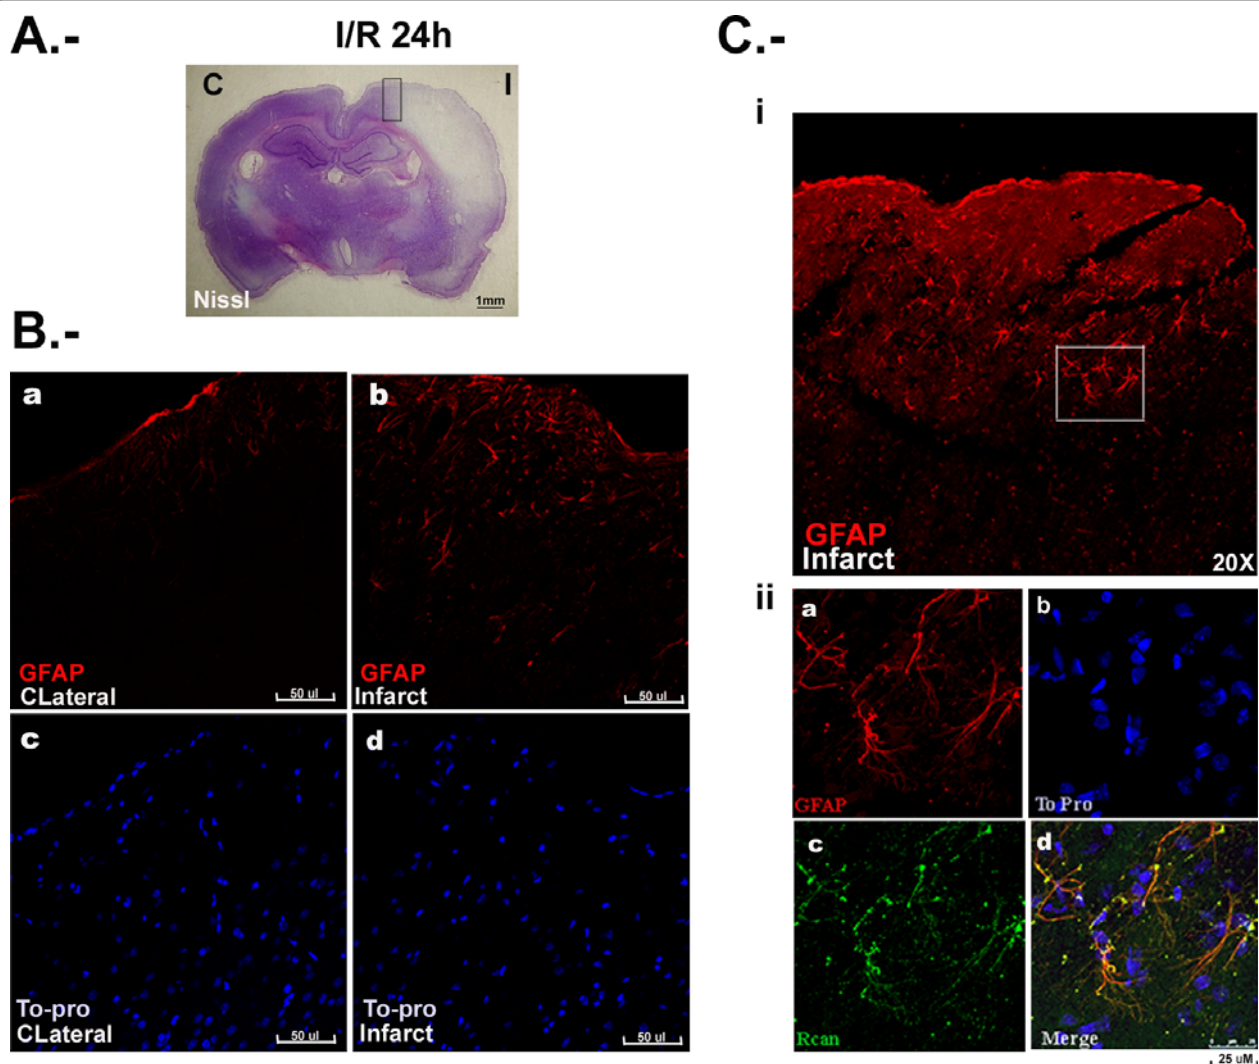 A.-
I/R 24h
C
I
Nissl
1mm
B.-
a
GFAP
CLateral
50 ul
b
GFAP
Infarct
50 ul
c
To-pro
CLateral
50 ul
d
To-pro
Infarct
50 ul
C.-
i
GFAP
Infarct
20X
ii
a
GFAP
b
To Pro
c
Rcan
d
Merge
25 uM